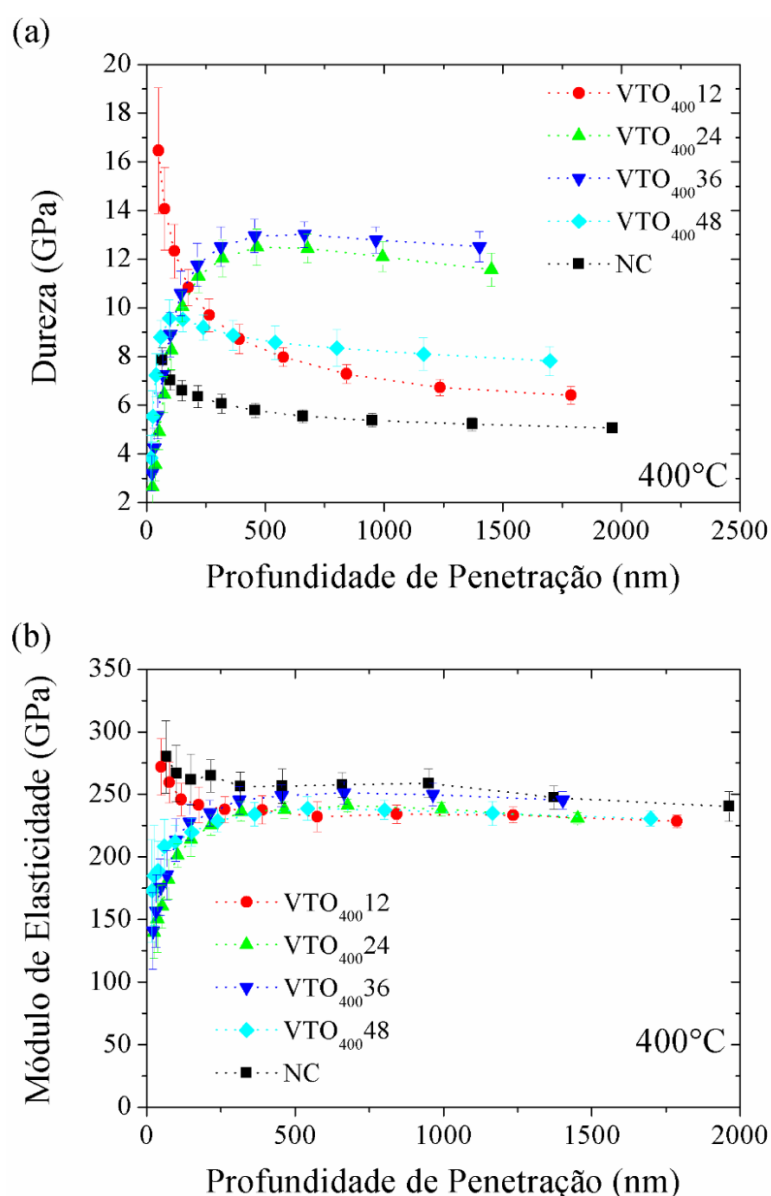 (a)
20
18
16
14
12
10
8
6
4
2
Dureza (GPa)
VTO₄₀₀12
VTO₄₀₀24
VTO₄₀₀36
VTO₄₀₀48
NC
400°C
0 500 1000 1500 2000 2500
Profundidade de Penetração (nm)
(b)
350
300
250
200
150
100
50
0
Módulo de Elasticidade (GPa)
VTO₄₀₀12
VTO₄₀₀24
VTO₄₀₀36
VTO₄₀₀48
NC
400°C
0 500 1000 1500 2000
Profundidade de Penetração (nm)